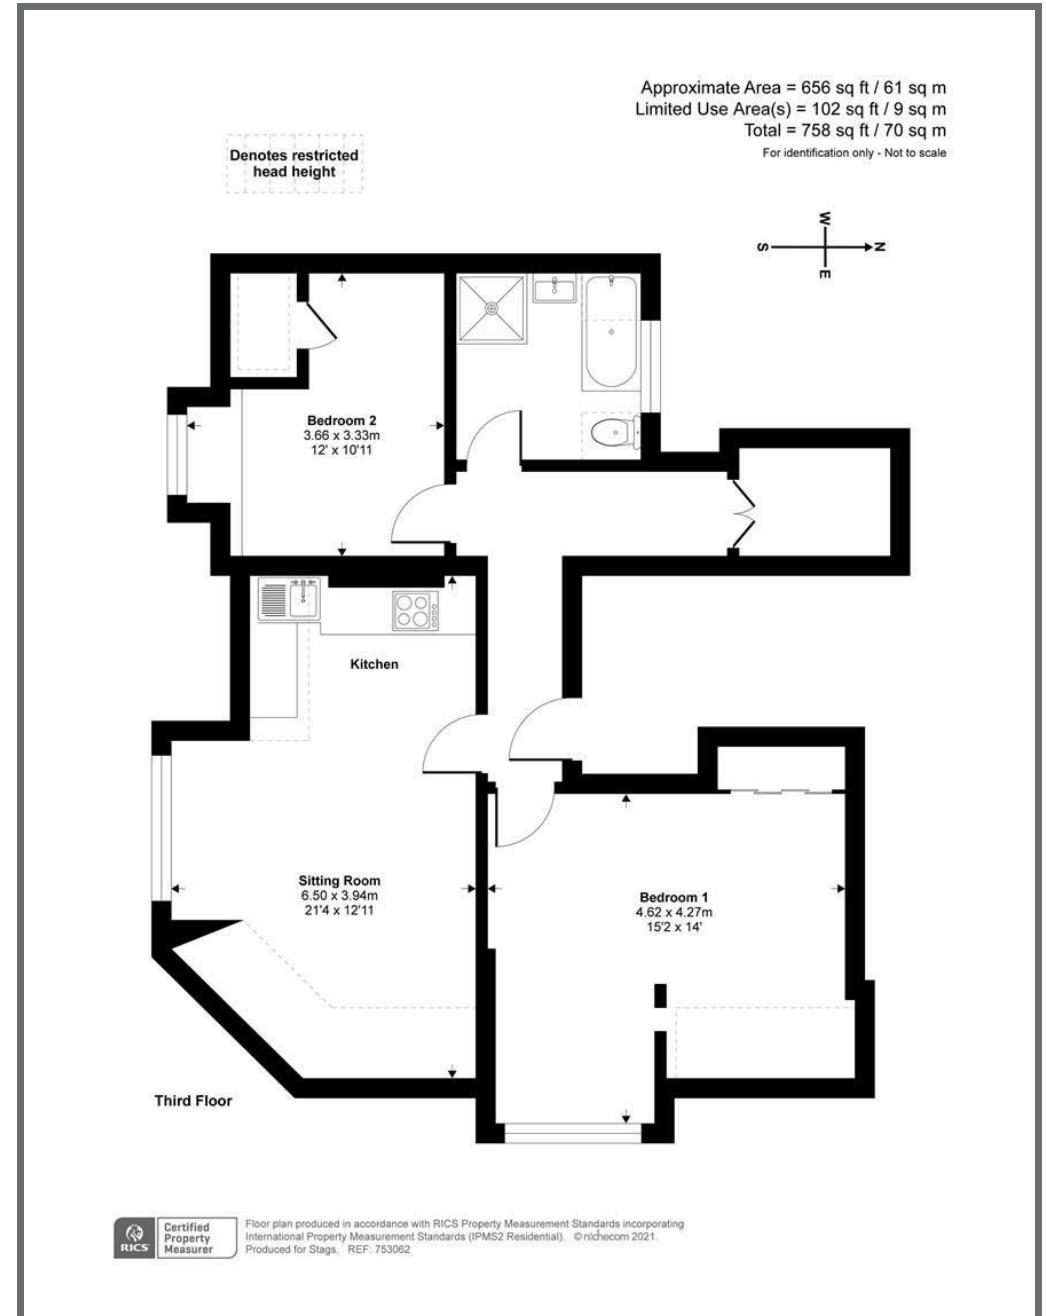 Approximate Area = 656 sq ft / 61 sq m
Limited Use Area(s) = 102 sq ft / 9 sq m
Total = 758 sq ft / 70 sq m
For identification only - Not to scale
Denotes restricted
head height
W
S
N
E
Bedroom 2
3.66 x 3.33m
12' x 10'11
Kitchen
Sitting Room
6.50 x 3.94m
21'4 x 12'11
Bedroom 1
4.62 x 4.27m
15'2 x 14'
Third Floor
RICS
Certified
Property
Measurer
Floor plan produced in accordance with RICS Property Measurement Standards incorporating
International Property Measurement Standards (IPMS2 Residential). © nichecom 2021.
Produced for Stags. REF: 753062